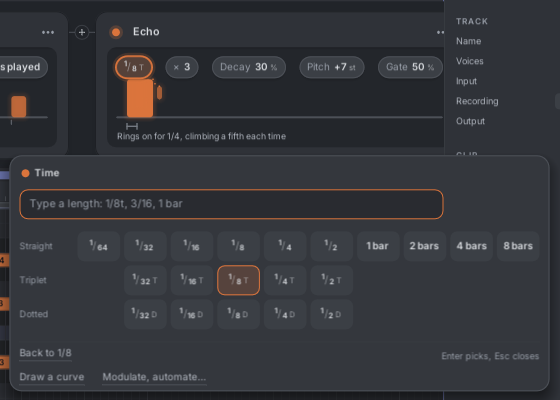 Echo
s played
1/8 T
× 3
Decay 30 %
Pitch +7 st
Gate 50 %
Rings on for 1/4, climbing a fifth each time
TRACK
Name
Voices
Input
Recording
Output
Time
Type a length: 1/8t, 3/16, 1 bar
Straight 1/64 1/32 1/16 1/8 1/4 1/2 1 bar 2 bars 4 bars 8 bars
Triplet 1/32 T 1/16 T 1/8 T 1/4 T 1/2 T
Dotted 1/32 D 1/16 D 1/8 D 1/4 D 1/2 D
Back to 1/8
Enter picks, Esc closes
Draw a curve Modulate, automate...